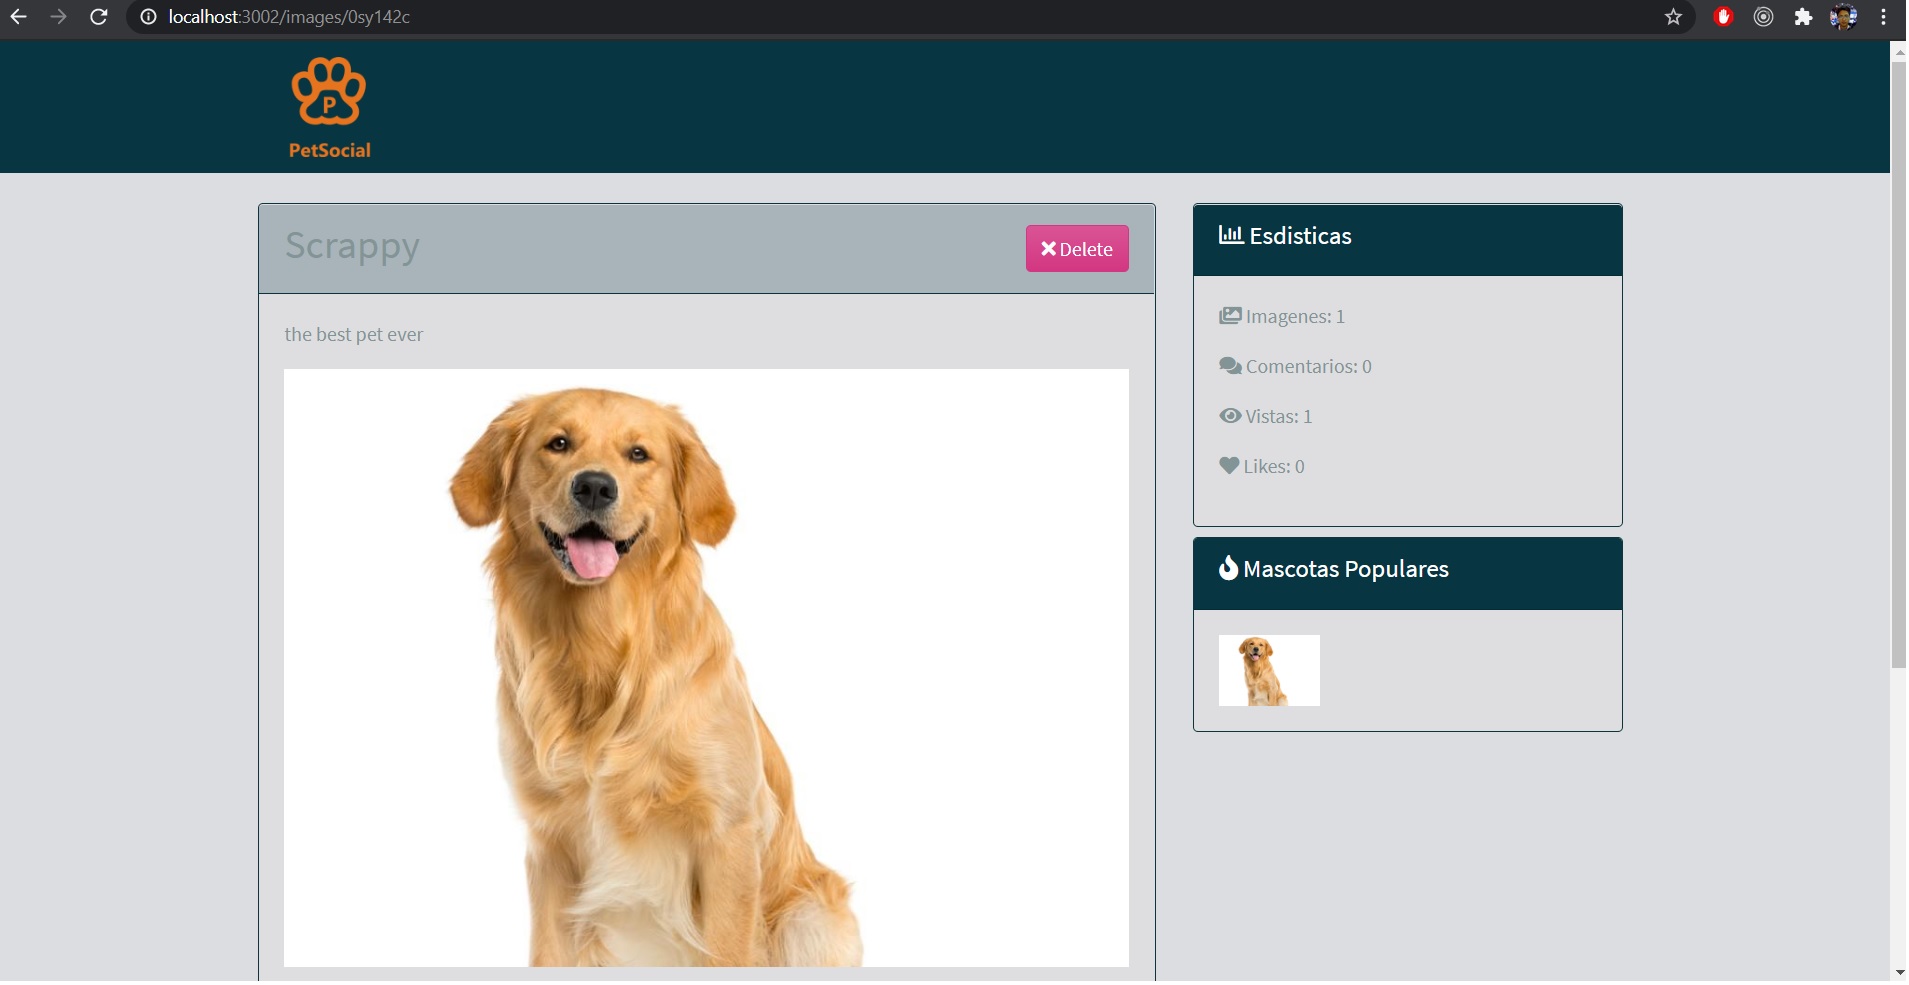 localhost:3002/images/0sy142c
P
PetSocial
Scrappy
Delete
the best pet ever
Esdisticas
Imagenes: 1
Comentarios: 0
Vistas: 1
Likes: 0
Mascotas Populares